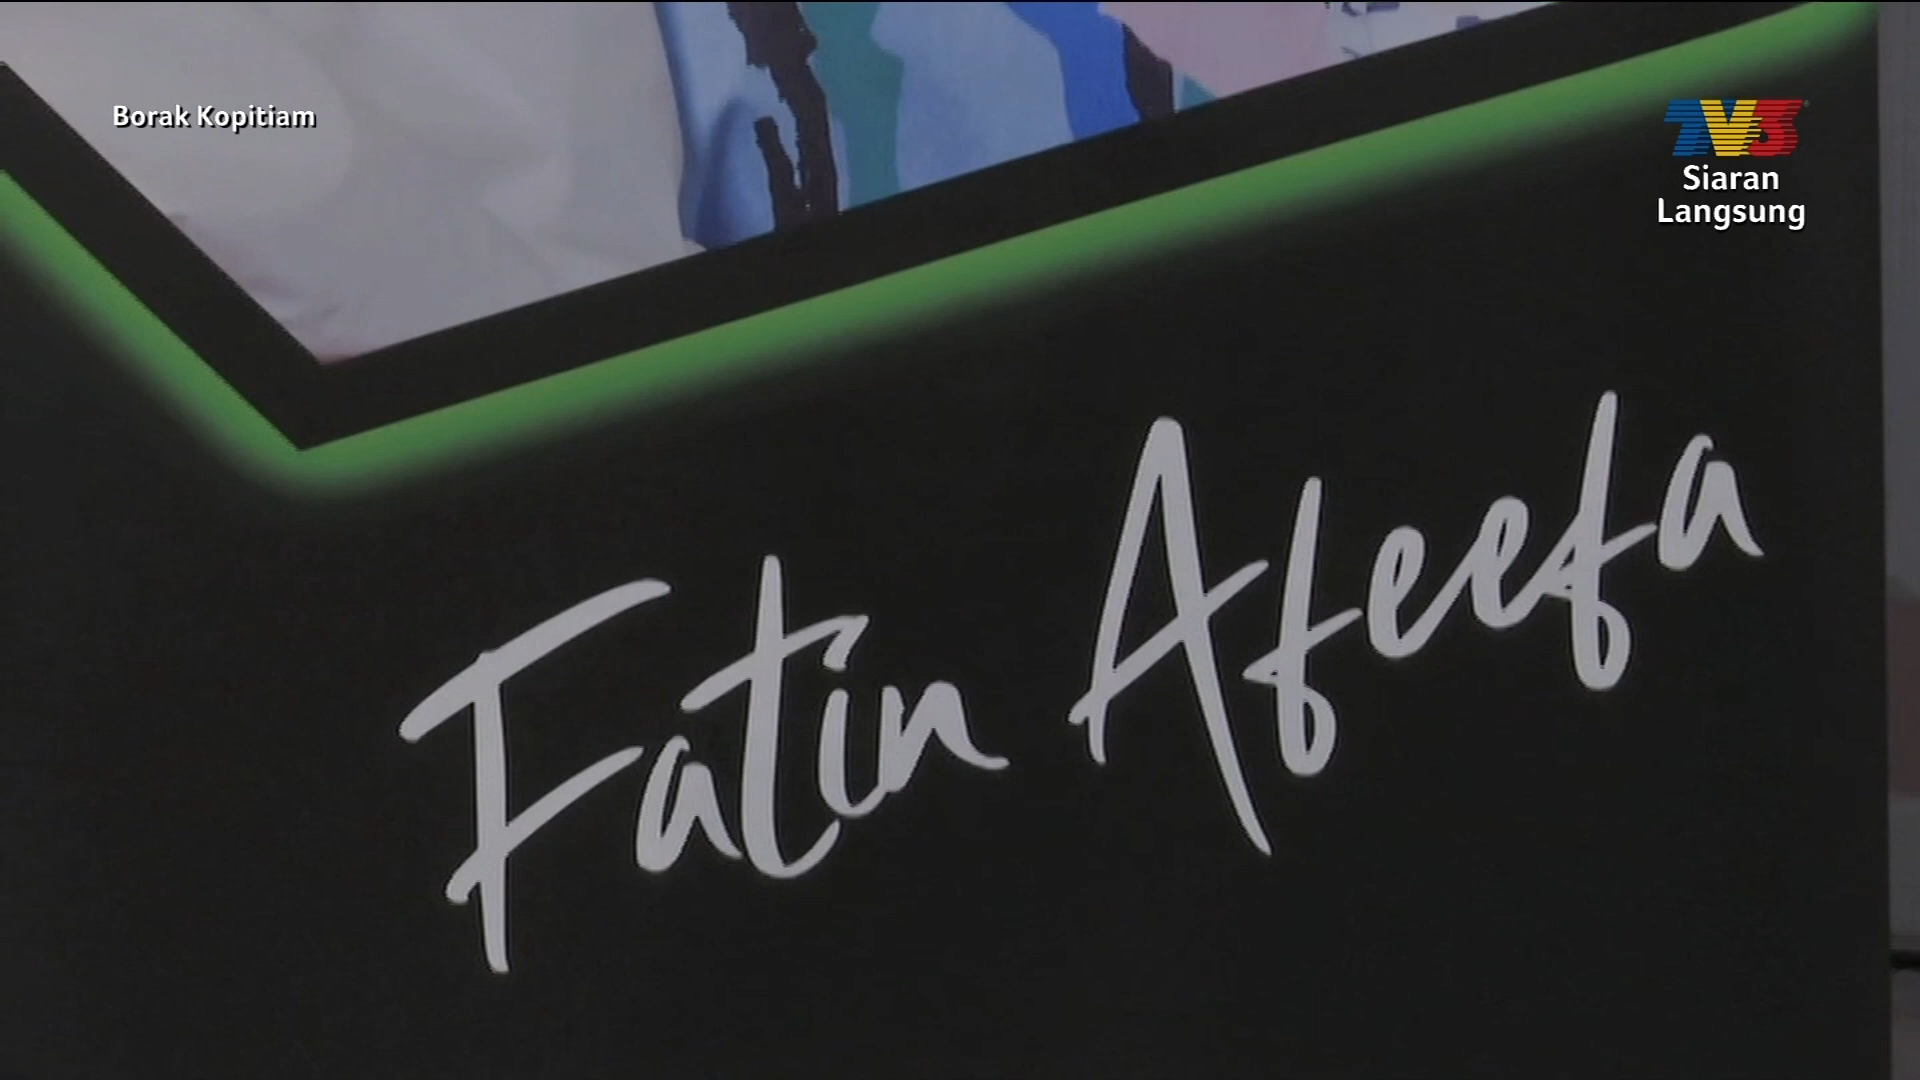 Borak Kopitiam
TV3
Siaran
Langsung
Fatin Afeefa